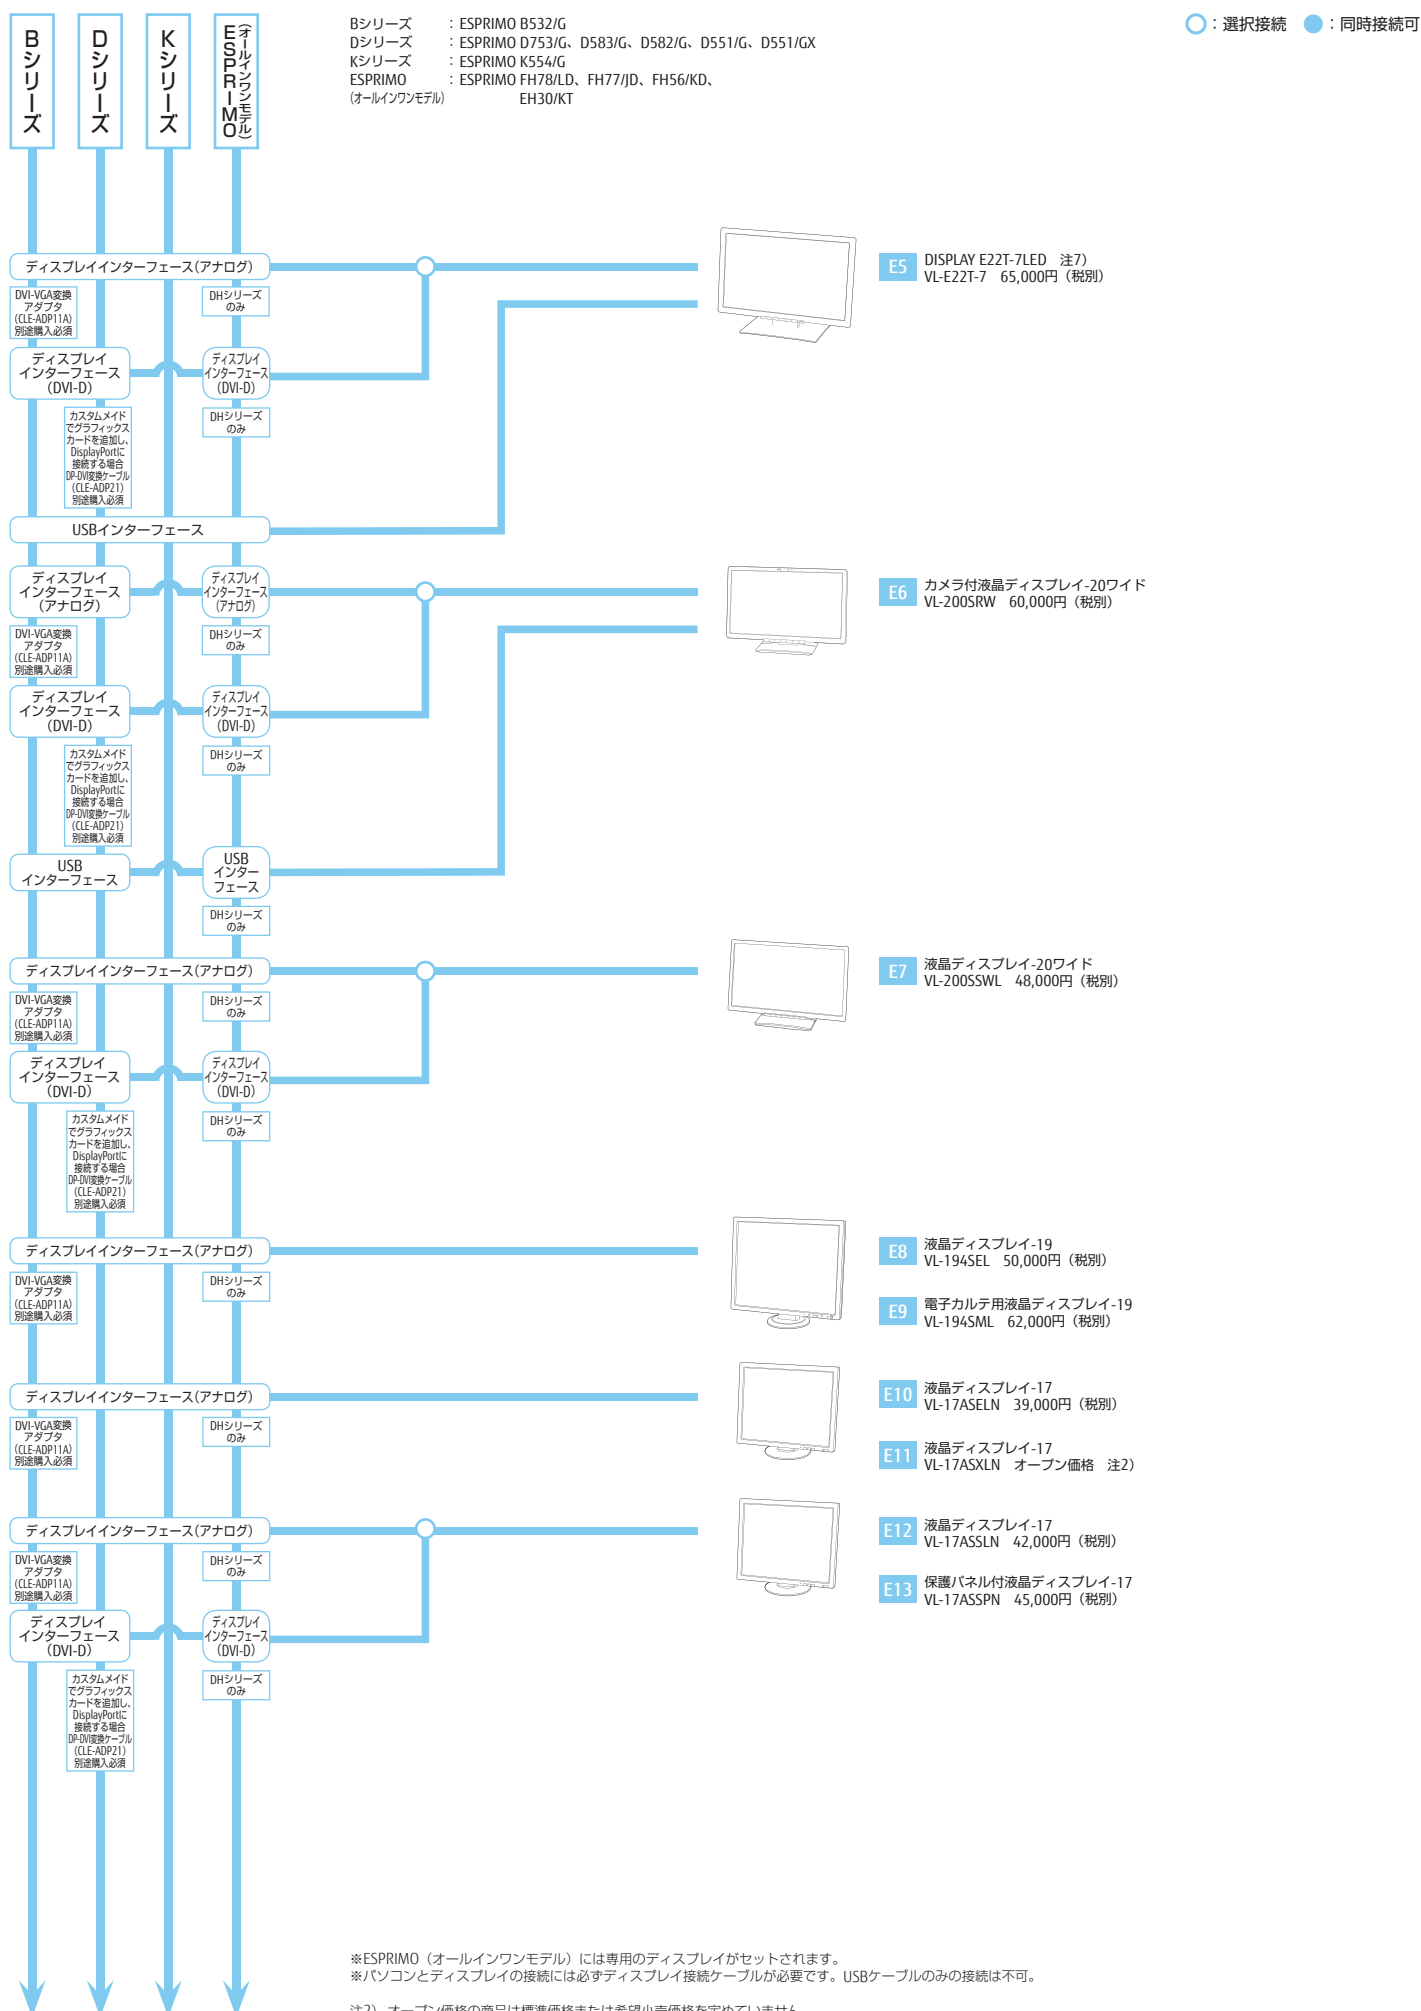 Bシリーズ
Dシリーズ
Kシリーズ
ESPRIMO
(オールインワンモデル)
Bシリーズ ：ESPRIMO B532/G
Dシリーズ ：ESPRIMO D753/G、D583/G、D582/G、D551/G、D551/GX
Kシリーズ ：ESPRIMO K554/G
ESPRIMO ：ESPRIMO FH78/LD、FH77/JD、FH56/KD、
(オールインワンモデル) EH30/KT
：選択接続 ：同時接続可
ディスプレイインターフェース(アナログ)
DVI-VGA変換
アダプタ
(CLE-ADP11A)
別途購入必須
DHシリーズ
のみ
ディスプレイ
インターフェース
(DVI-D)
ディスプレイ
インターフェース
(DVI-D)
カスタムメイド
でグラフィックス
カードを追加し、
DisplayPortに
接続する場合
DP-DVI変換ケーブル
(CLE-ADP21)
別途購入必須
DHシリーズ
のみ
USBインターフェース
E5 DISPLAY E22T-7LED 注7)
VL-E22T-7 65,000円（税別）
ディスプレイ
インターフェース
(アナログ)
ディスプレイ
インターフェース
(アナログ)
DVI-VGA変換
アダプタ
(CLE-ADP11A)
別途購入必須
DHシリーズ
のみ
ディスプレイ
インターフェース
(DVI-D)
ディスプレイ
インターフェース
(DVI-D)
カスタムメイド
でグラフィックス
カードを追加し、
DisplayPortに
接続する場合
DP-DVI変換ケーブル
(CLE-ADP21)
別途購入必須
DHシリーズ
のみ
USB
インターフェース
USB
インター
フェース
DHシリーズ
のみ
E6 カメラ付液晶ディスプレイ-20ワイド
VL-200SRW 60,000円（税別）
ディスプレイインターフェース(アナログ)
DVI-VGA変換
アダプタ
(CLE-ADP11A)
別途購入必須
DHシリーズ
のみ
ディスプレイ
インターフェース
(DVI-D)
ディスプレイ
インターフェース
(DVI-D)
カスタムメイド
でグラフィックス
カードを追加し、
DisplayPortに
接続する場合
DP-DVI変換ケーブル
(CLE-ADP21)
別途購入必須
DHシリーズ
のみ
E7 液晶ディスプレイ-20ワイド
VL-200SSWL 48,000円（税別）
ディスプレイインターフェース(アナログ)
DVI-VGA変換
アダプタ
(CLE-ADP11A)
別途購入必須
DHシリーズ
のみ
E8 液晶ディスプレイ-19
VL-194SEL 50,000円（税別）
E9 電子カルテ用液晶ディスプレイ-19
VL-194SML 62,000円（税別）
ディスプレイインターフェース(アナログ)
DVI-VGA変換
アダプタ
(CLE-ADP11A)
別途購入必須
DHシリーズ
のみ
E10 液晶ディスプレイ-17
VL-17ASELN 39,000円（税別）
E11 液晶ディスプレイ-17
VL-17ASXLN オープン価格 注2)
ディスプレイインターフェース(アナログ)
DVI-VGA変換
アダプタ
(CLE-ADP11A)
別途購入必須
DHシリーズ
のみ
ディスプレイ
インターフェース
(DVI-D)
ディスプレイ
インターフェース
(DVI-D)
カスタムメイド
でグラフィックス
カードを追加し、
DisplayPortに
接続する場合
DP-DVI変換ケーブル
(CLE-ADP21)
別途購入必須
DHシリーズ
のみ
E12 液晶ディスプレイ-17
VL-17ASSLN 42,000円（税別）
E13 保護パネル付液晶ディスプレイ-17
VL-17ASSPN 45,000円（税別）
※ESPRIMO（オールインワンモデル）には専用のディスプレイがセットされます。
※パソコンとディスプレイの接続には必ずディスプレイ接続ケーブルが必要です。USBケーブルのみの接続は不可。
注2) オープン価格の商品は標準価格または希望小売価格を定めていません。